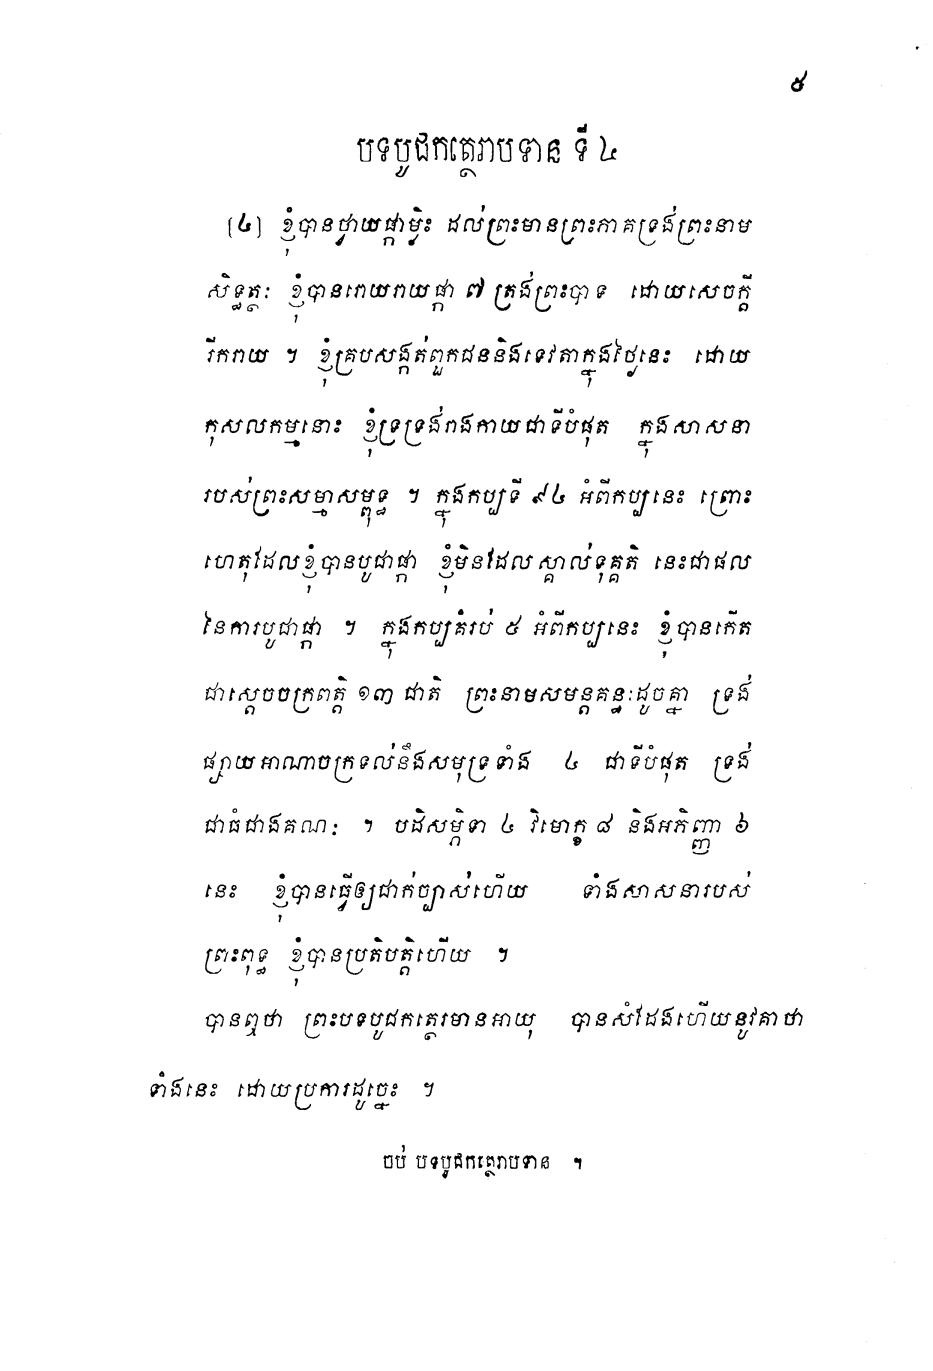 ៥
បទបូជកត្ថេរាបទាន ទី ៤
[៤] ខ្ញុំបានថ្វាយផ្កាម្លិះ ដល់ព្រះមានព្រះភាគទ្រង់ព្រះនាម
សិទ្ធត្ថៈ ខ្ញុំបានរោយរាយផ្កា ៧ ត្រង់ព្រះបាទ ដោយសេចក្តី
រីករាយ ។ ខ្ញុំគ្របសង្កត់ពួកជននិងទេវតាក្នុងថ្ងៃនេះ ដោយ
កុសលកម្មនោះ ខ្ញុំទ្រទ្រង់រាងកាយជាទីបំផុត ក្នុងសាសនា
របស់ព្រះសម្មាសម្ពុទ្ធ ។ ក្នុងកប្បទី ៩៤ អំពីកប្បនេះ ព្រោះ
ហេតុដែលខ្ញុំបានបូជាផ្កា ខ្ញុំមិនដែលស្គាល់ទុគ្គតិ នេះជាផល
នៃការបូជាផ្កា ។ ក្នុងកប្បគំរប់ ៥ អំពីកប្បនេះ ខ្ញុំបានកើត
ជាស្តេចចក្រពត្តិ ១៣ ជាតិ ព្រះនាមសមន្តគន្ធៈដូចគ្នា ទ្រង់
ផ្សាយអាណាចក្រទល់នឹងសមុទ្រទាំង ៤ ជាទីបំផុត ទ្រង់
ជាធំជាងគណៈ ។ បដិសម្ភិទា ៤ វិមោក្ខ ៨ និងអភិញ្ញា ៦
នេះ ខ្ញុំបានធ្វើឲ្យជាក់ច្បាស់ហើយ ទាំងសាសនារបស់
ព្រះពុទ្ធ ខ្ញុំបានប្រតិបត្តិហើយ ។
បានឮថា ព្រះបទបូជកត្ថេរមានអាយុ បានសំដែងហើយនូវគាថា
ទាំងនេះ ដោយប្រការដូច្នេះ ។
ចប់ បទបូជកត្ថេរាបទាន ។